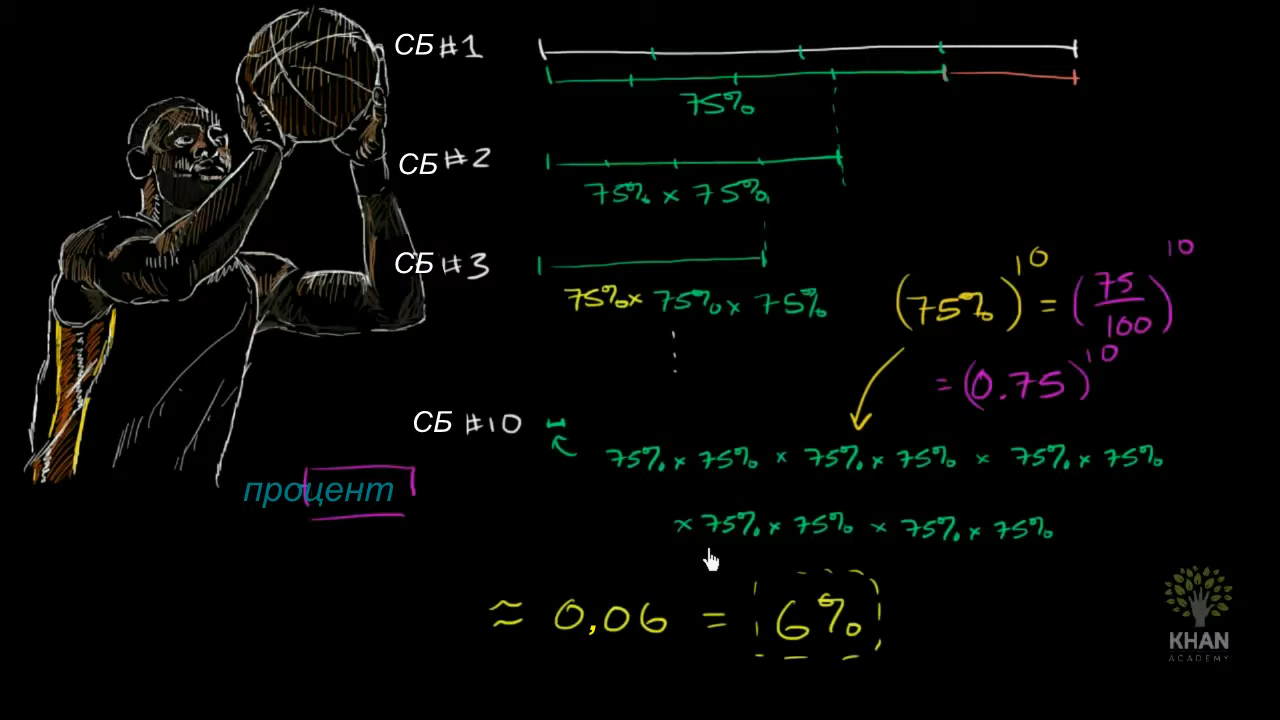 СБ #1
75%
СБ #2
75% × 75%
СБ #3
75% × 75% × 75%
(75%)^10 = (75/100)^10
= (0.75)^10
СБ #10
75% × 75% × 75% × 75% × 75% × 75%
× 75% × 75% × 75% × 75%
процент
≈ 0,06 = 6%
KHAN
ACADEMY